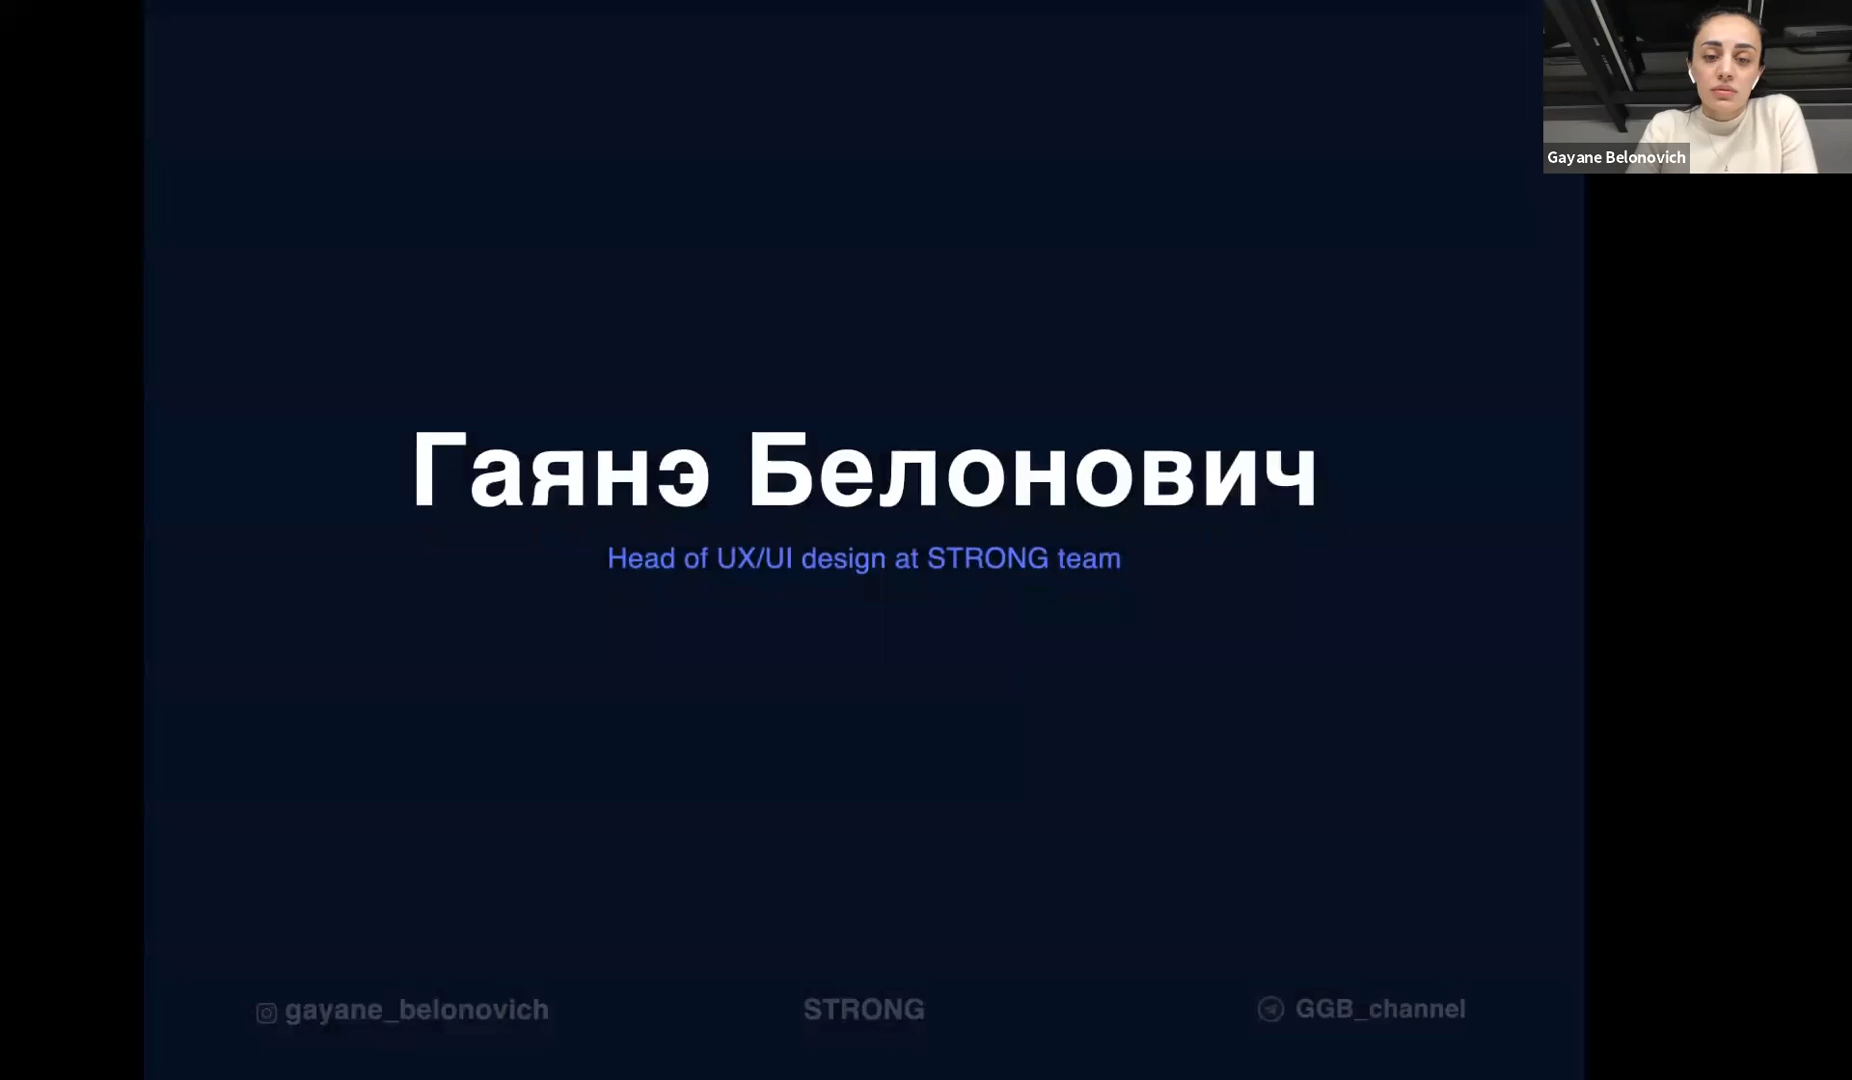 Gayane Belonovich
Гаянэ Белонович
Head of UX/UI design at STRONG team
gayane_belonovich
STRONG
GGB_channel